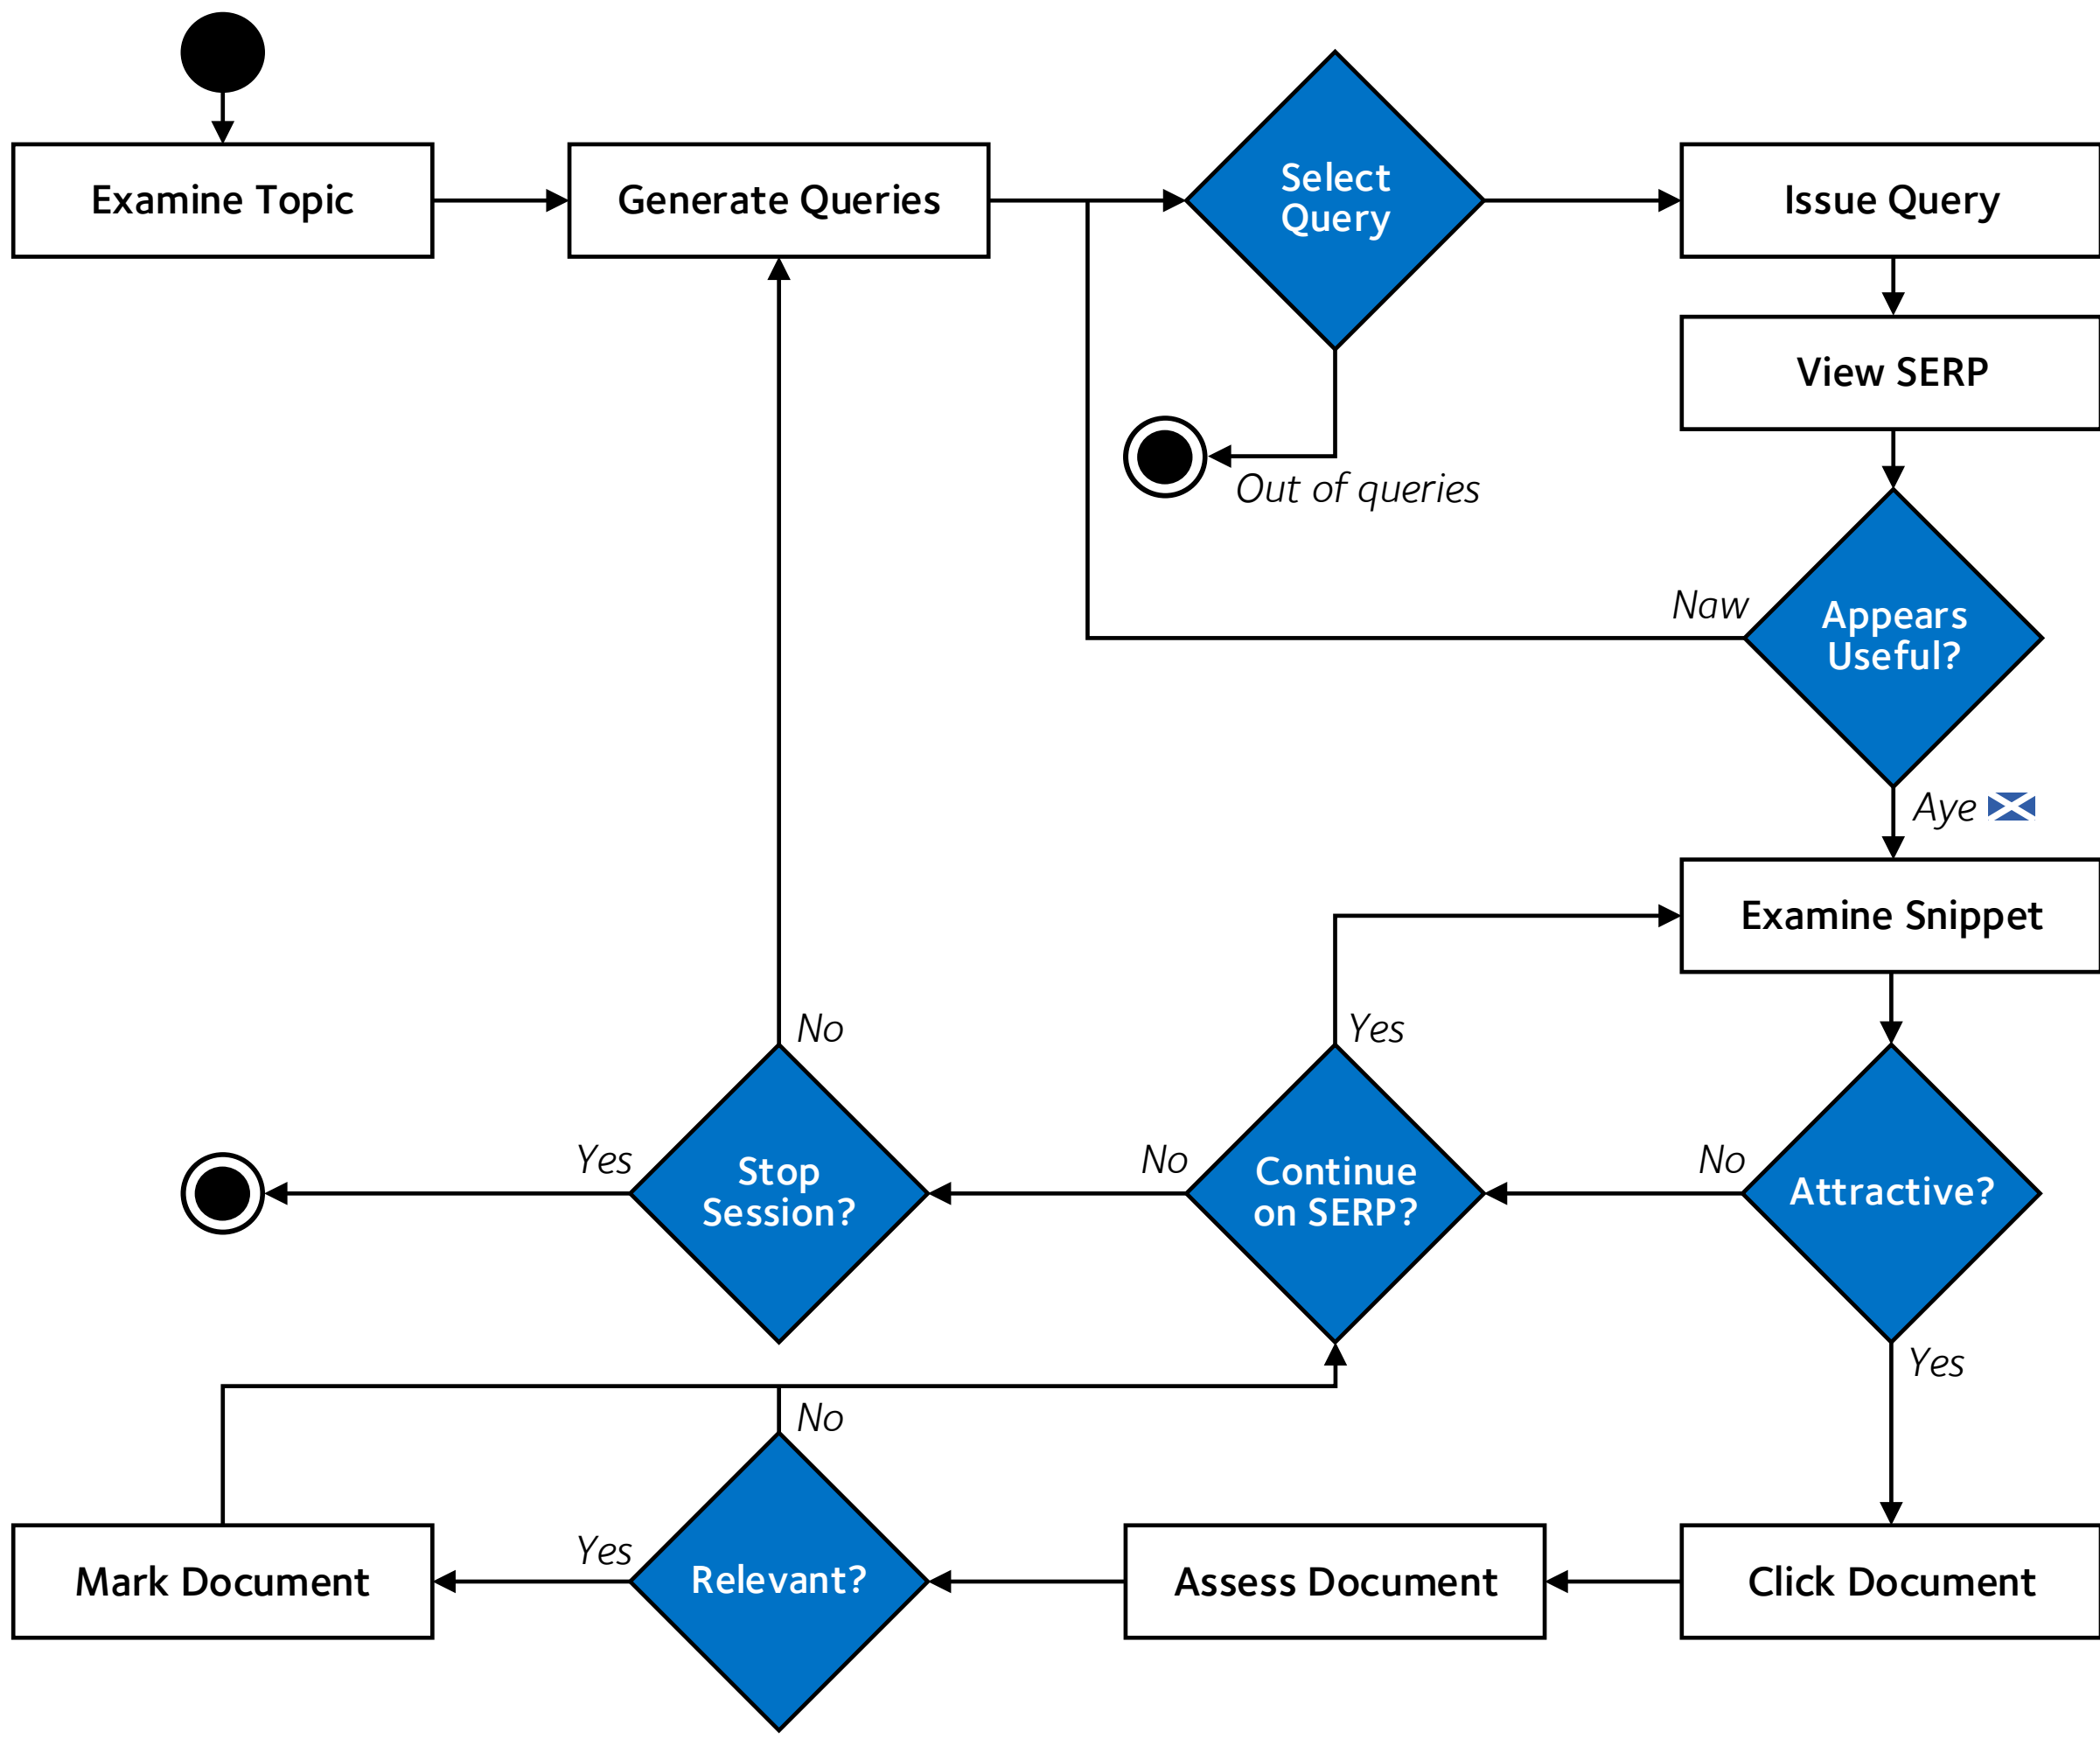 Examine Topic
Generate Queries
Select
Query
Issue Query
View SERP
Out of queries
Naw
Appears
Useful?
Aye
Examine Snippet
No
Yes
Yes
Stop
Session?
No
Continue
on SERP?
No
Attractive?
Yes
No
Mark Document
Yes
Relevant?
Assess Document
Click Document